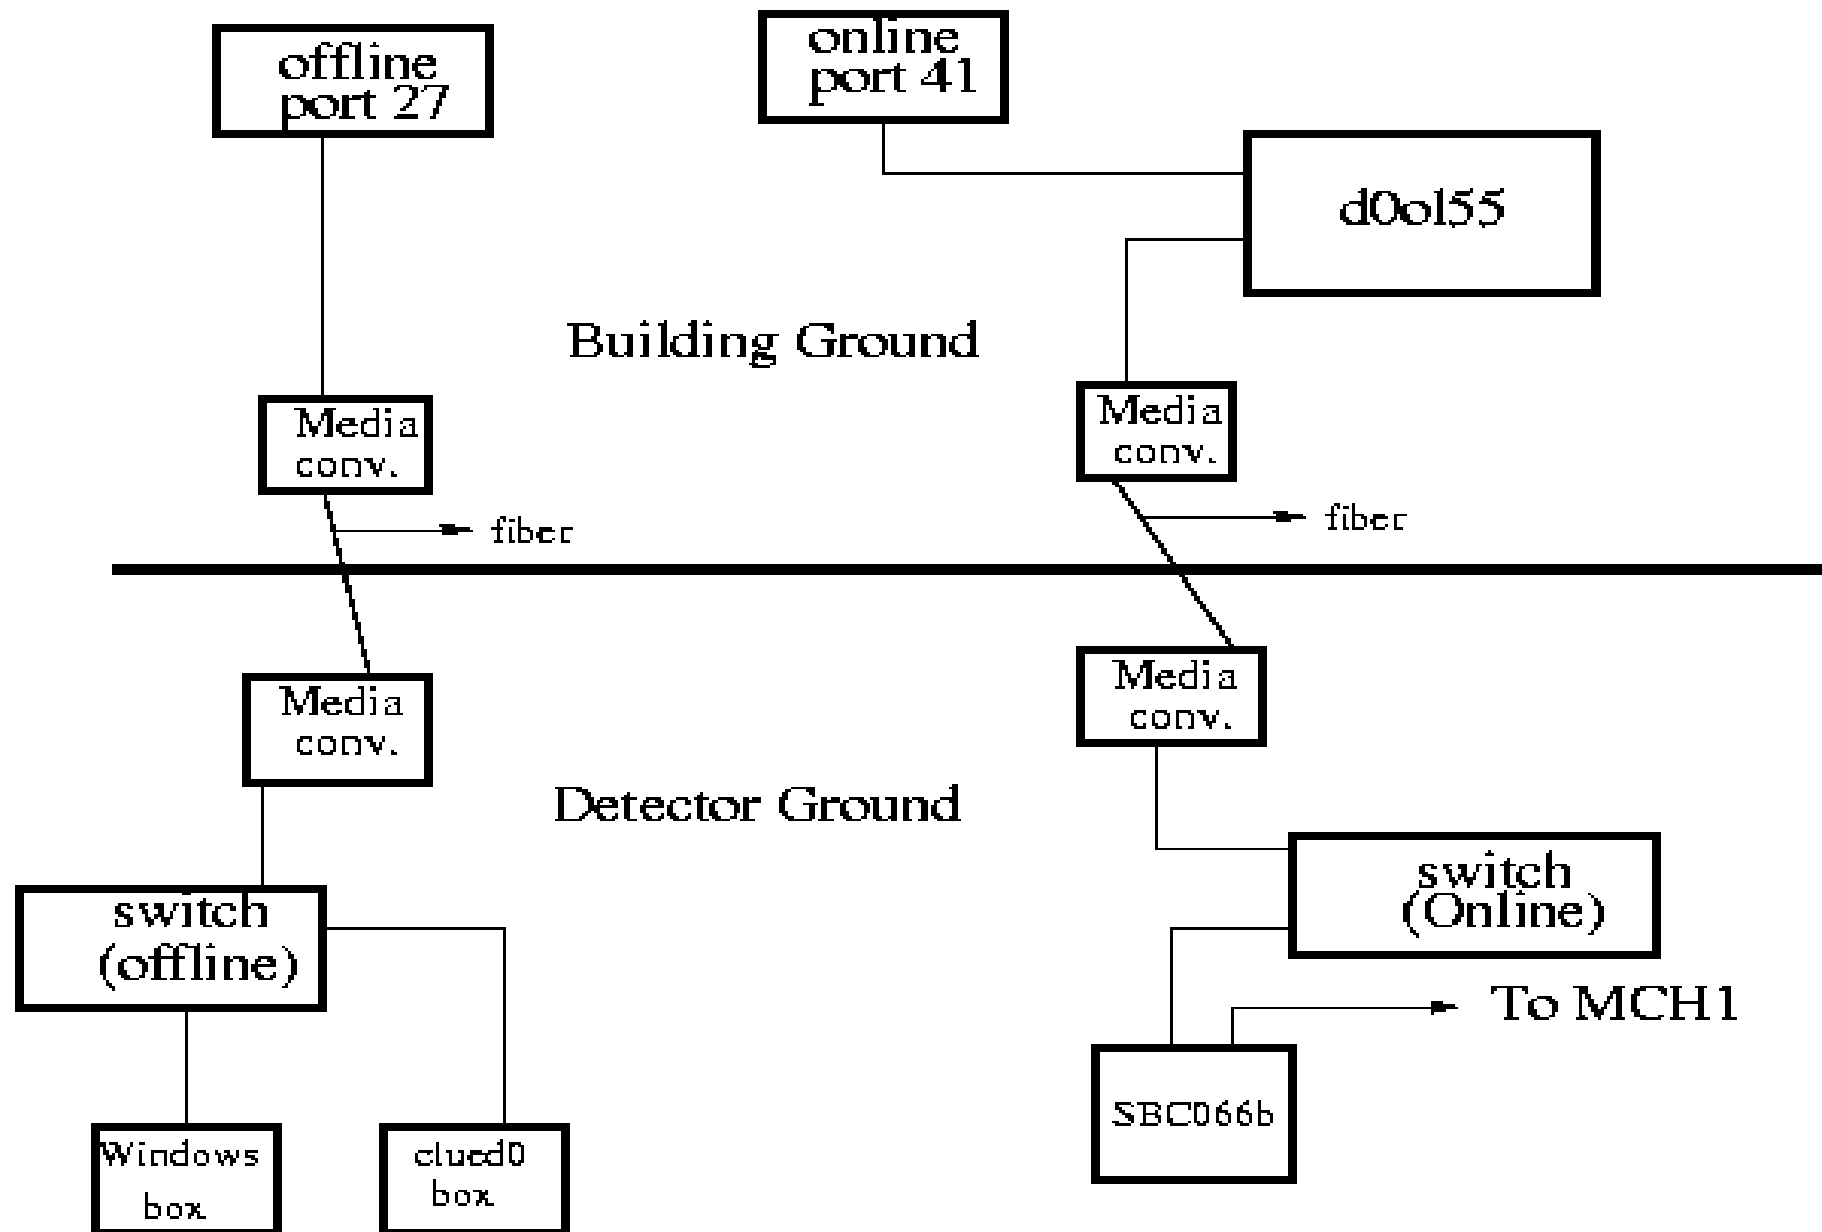 offline
port 27
online
port 41
d0ol55
Building Ground
Media
conv.
Media
conv.
fiber
fiber
Media
conv.
Media
conv.
Detector Ground
switch
(offline)
switch
(Online)
To MCH1
SBC066b
Windows
box
clued0
box